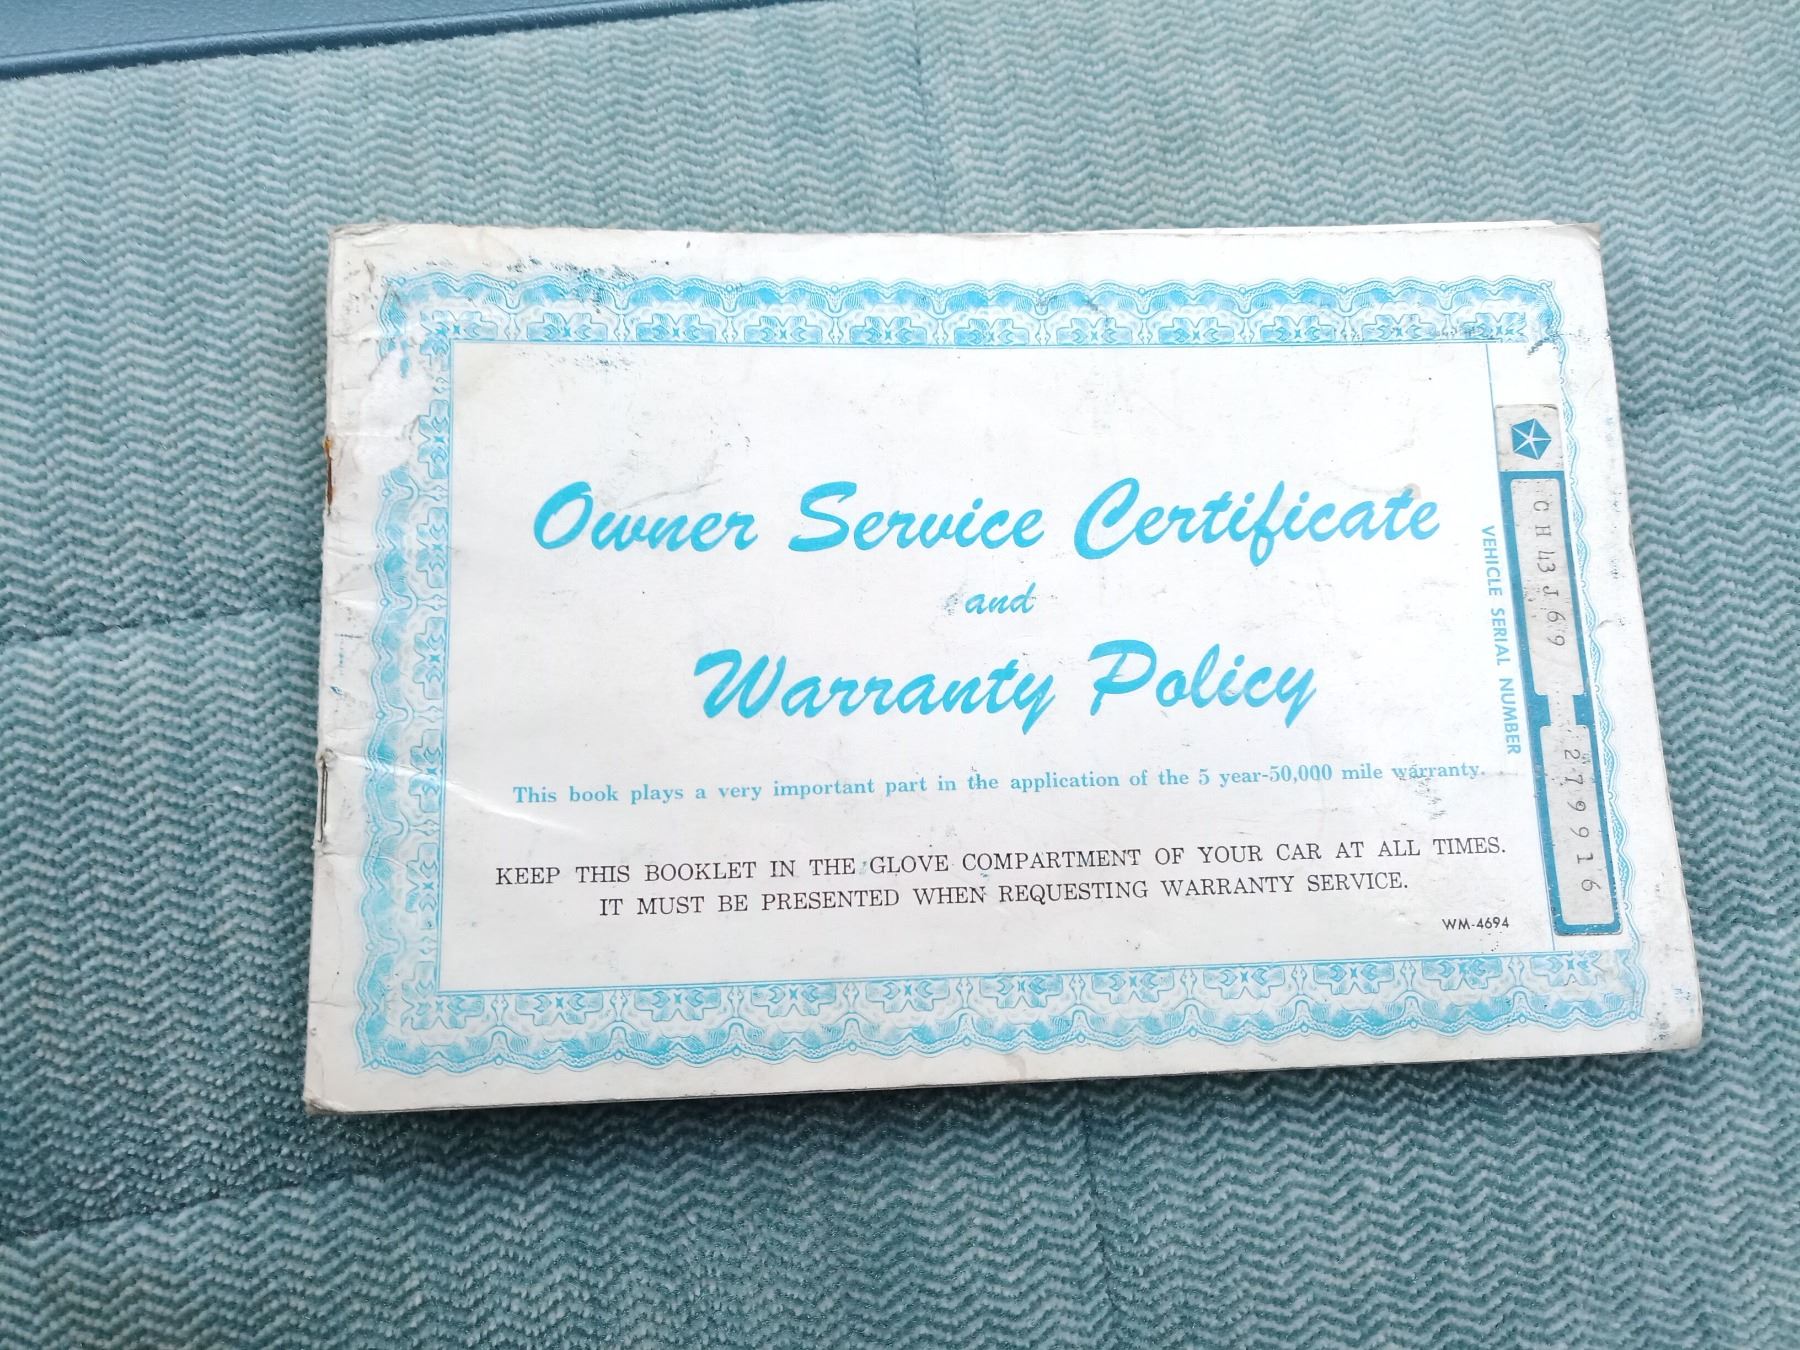 Owner Service Certificate
and
Warranty Policy
This book plays a very important part in the application of the 5 year-50,000 mile warranty.
KEEP THIS BOOKLET IN THE GLOVE COMPARTMENT OF YOUR CAR AT ALL TIMES.
IT MUST BE PRESENTED WHEN REQUESTING WARRANTY SERVICE.
WM-4694
VEHICLE SERIAL NUMBER
CH43J69
279916